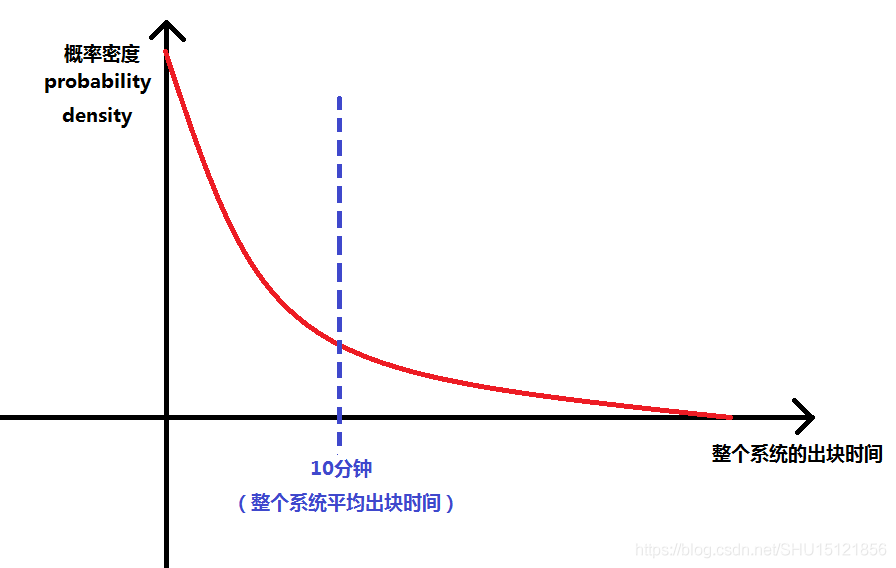 概率密度
probability
density
整个系统的出块时间
10分钟
（整个系统平均出块时间）
https://blog.csdn.net/SHU15121856